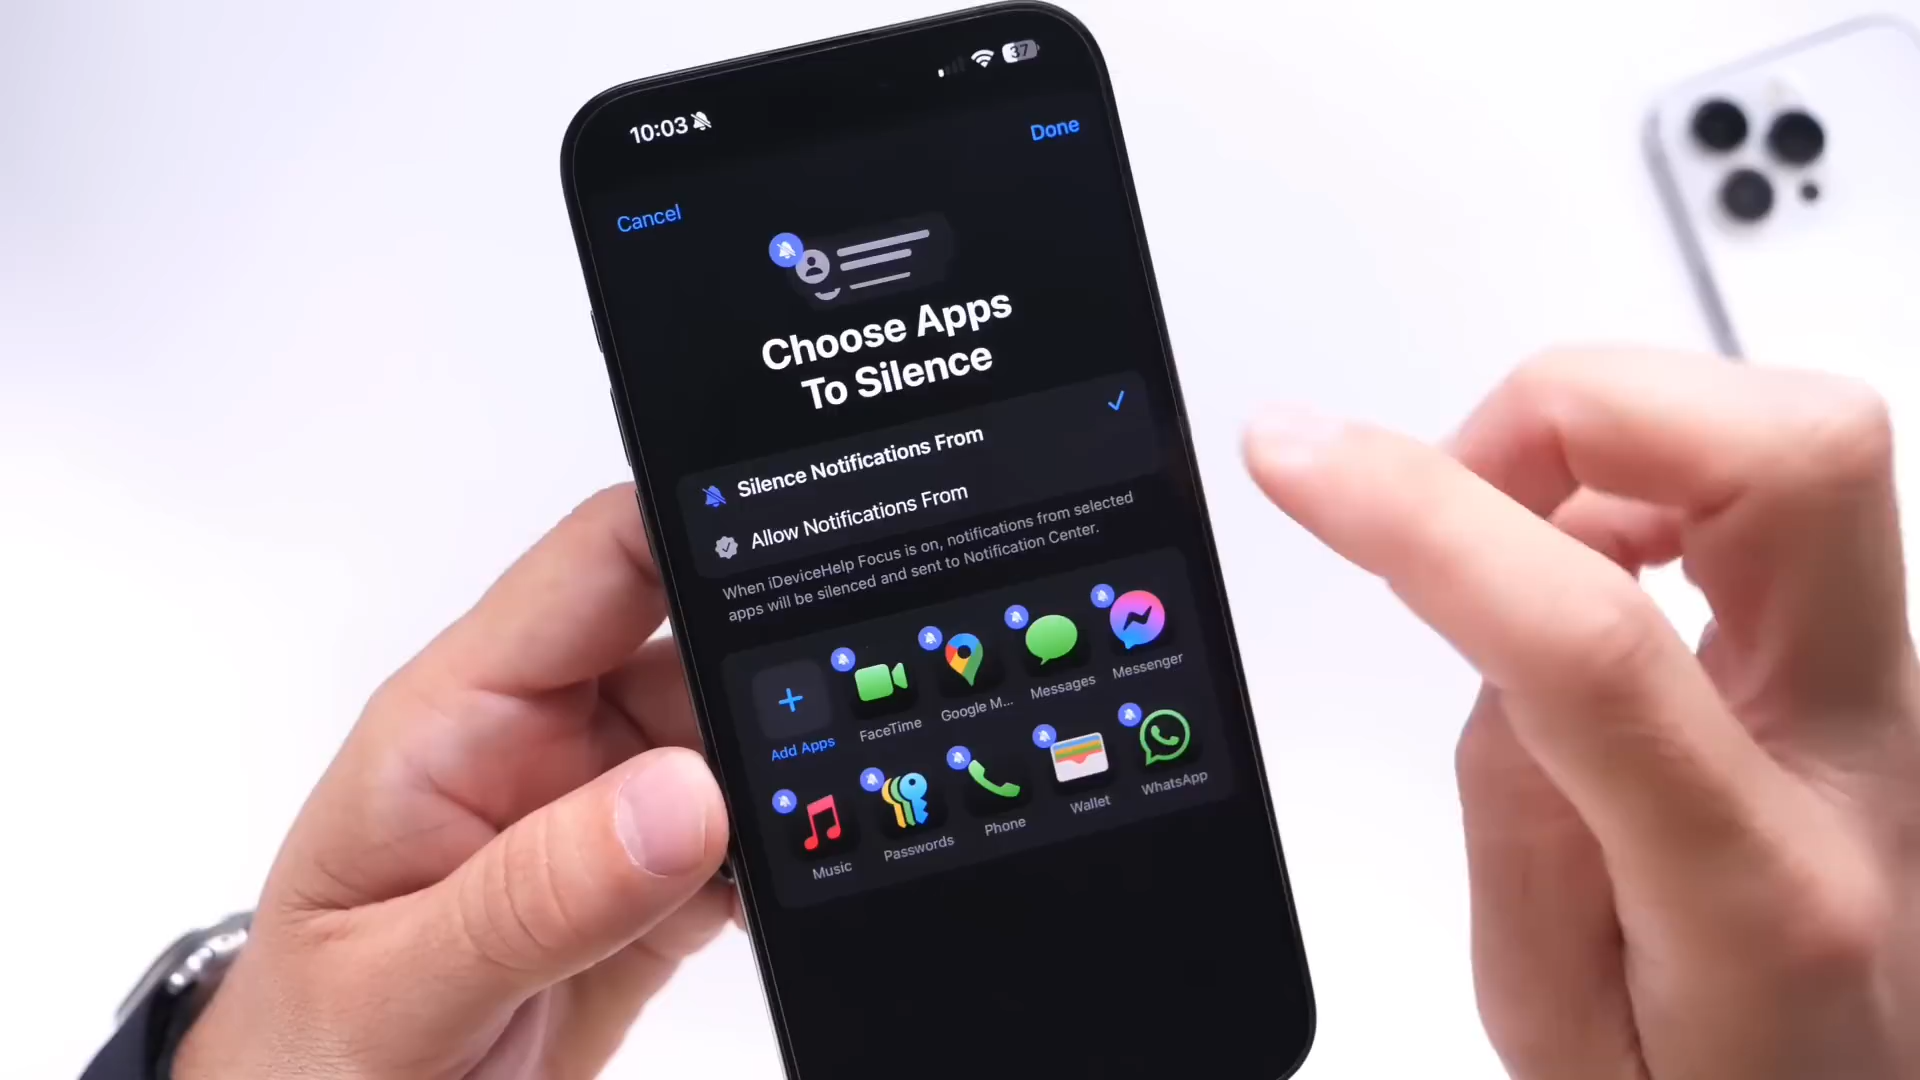 10:03
37
Done
Cancel
Choose Apps
To Silence
Silence Notifications From
Allow Notifications From
When iDeviceHelp Focus is on, notifications from selected
apps will be silenced and sent to Notification Center.
Add Apps
FaceTime
Google M...
Messages
Messenger
Music
Passwords
Phone
Wallet
WhatsApp